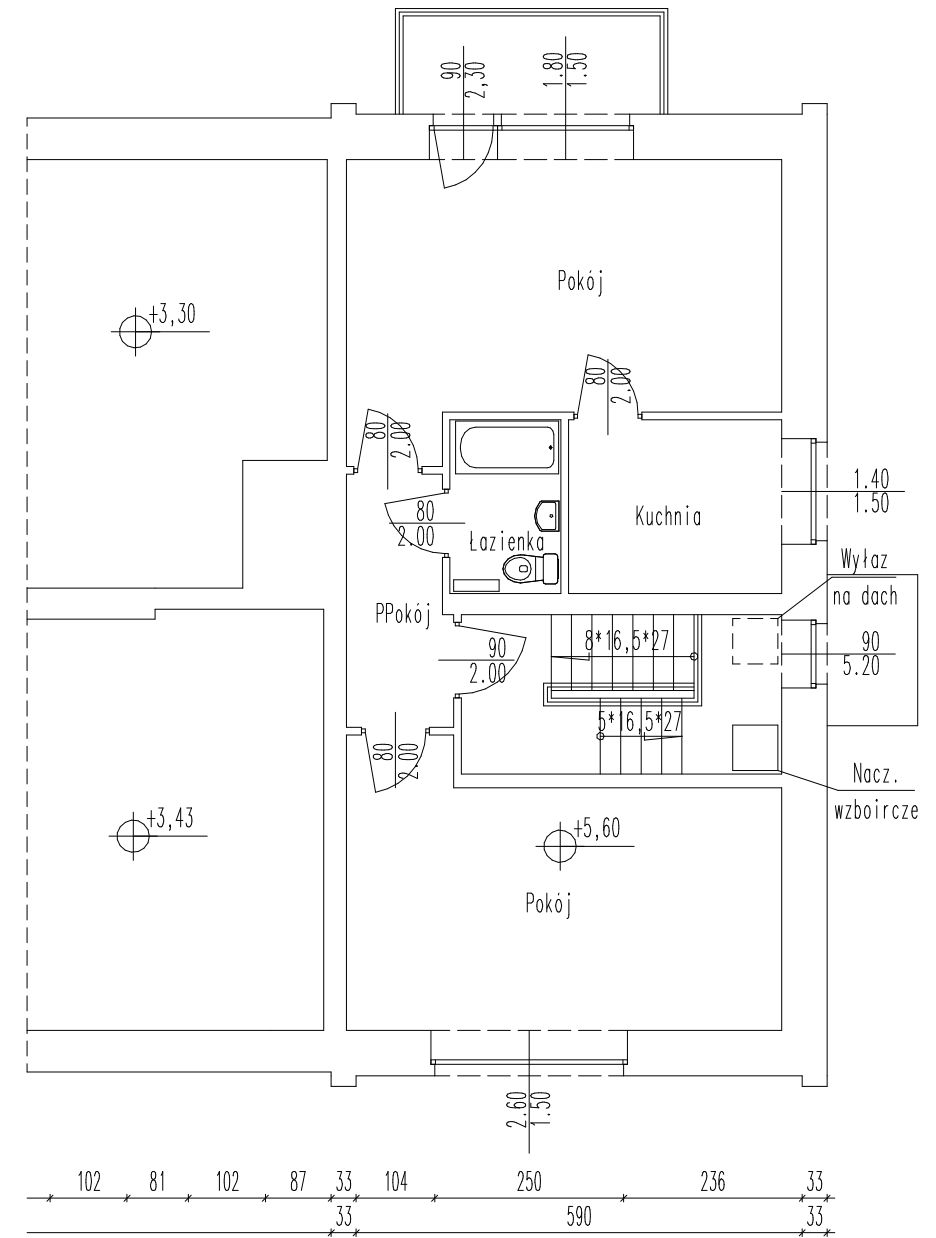 90
2,30
1.80
1.50
Pokój
+3,30
80
2.00
80
2.00
80
2.00
Łazienka
Kuchnia
1.40
1.50
Wyłaz
na dach
PPokój
90
2.00
8*16,5*27
90
5.20
5*16,5*27
80
2.00
Nacz.
wzboircze
+3,43
+5,60
Pokój
2.60
1.50
102 81 102 87 33 104 250 236 33
33 590 33